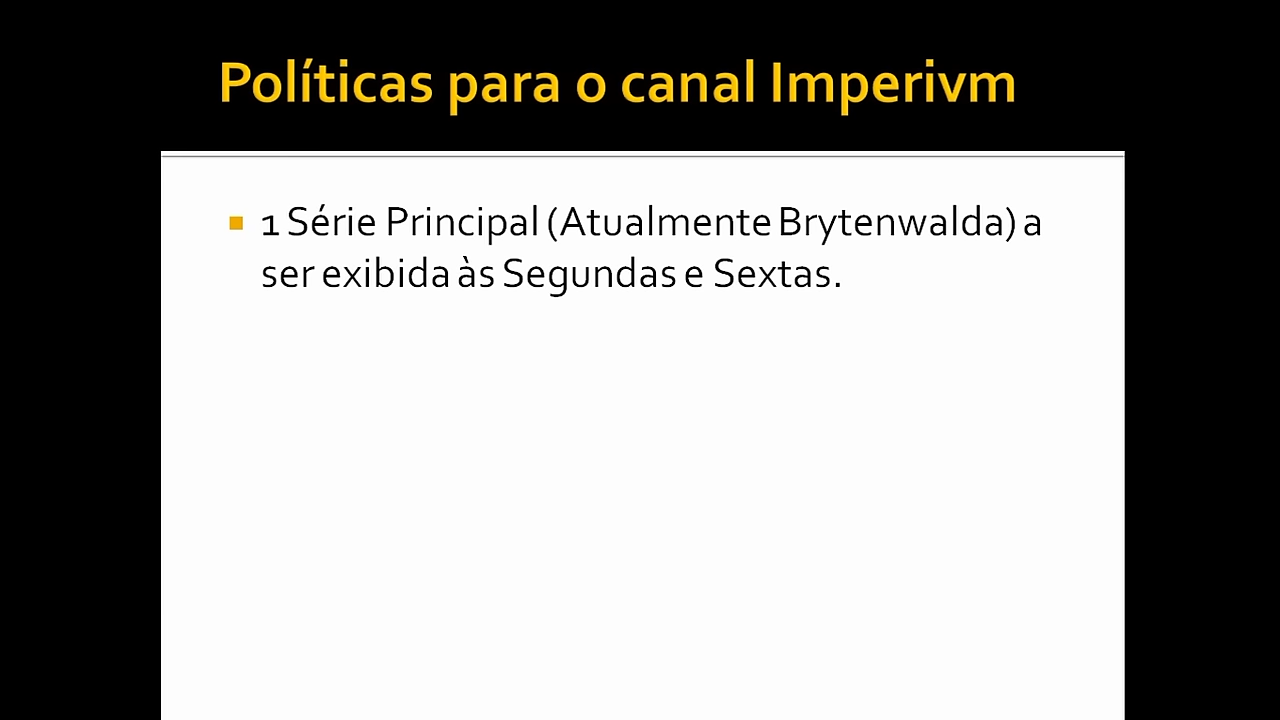 Políticas para o canal Imperivm
1 Série Principal (Atualmente Brytenwalda) a
ser exibida às Segundas e Sextas.